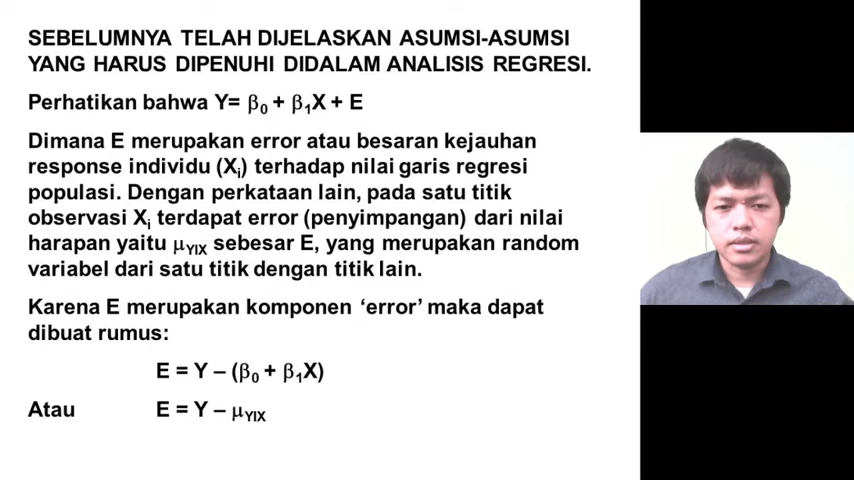 SEBELUMNYA TELAH DIJELASKAN ASUMSI-ASUMSI
YANG HARUS DIPENUHI DIDALAM ANALISIS REGRESI.
Perhatikan bahwa Y= β₀ + β₁X + E
Dimana E merupakan error atau besaran kejauhan
response individu (Xᵢ) terhadap nilai garis regresi
populasi. Dengan perkataan lain, pada satu titik
observasi Xᵢ terdapat error (penyimpangan) dari nilai
harapan yaitu μYIX sebesar E, yang merupakan random
variabel dari satu titik dengan titik lain.
Karena E merupakan komponen ‘error’ maka dapat
dibuat rumus:
E = Y – (β₀ + β₁X)
Atau E = Y – μYIX